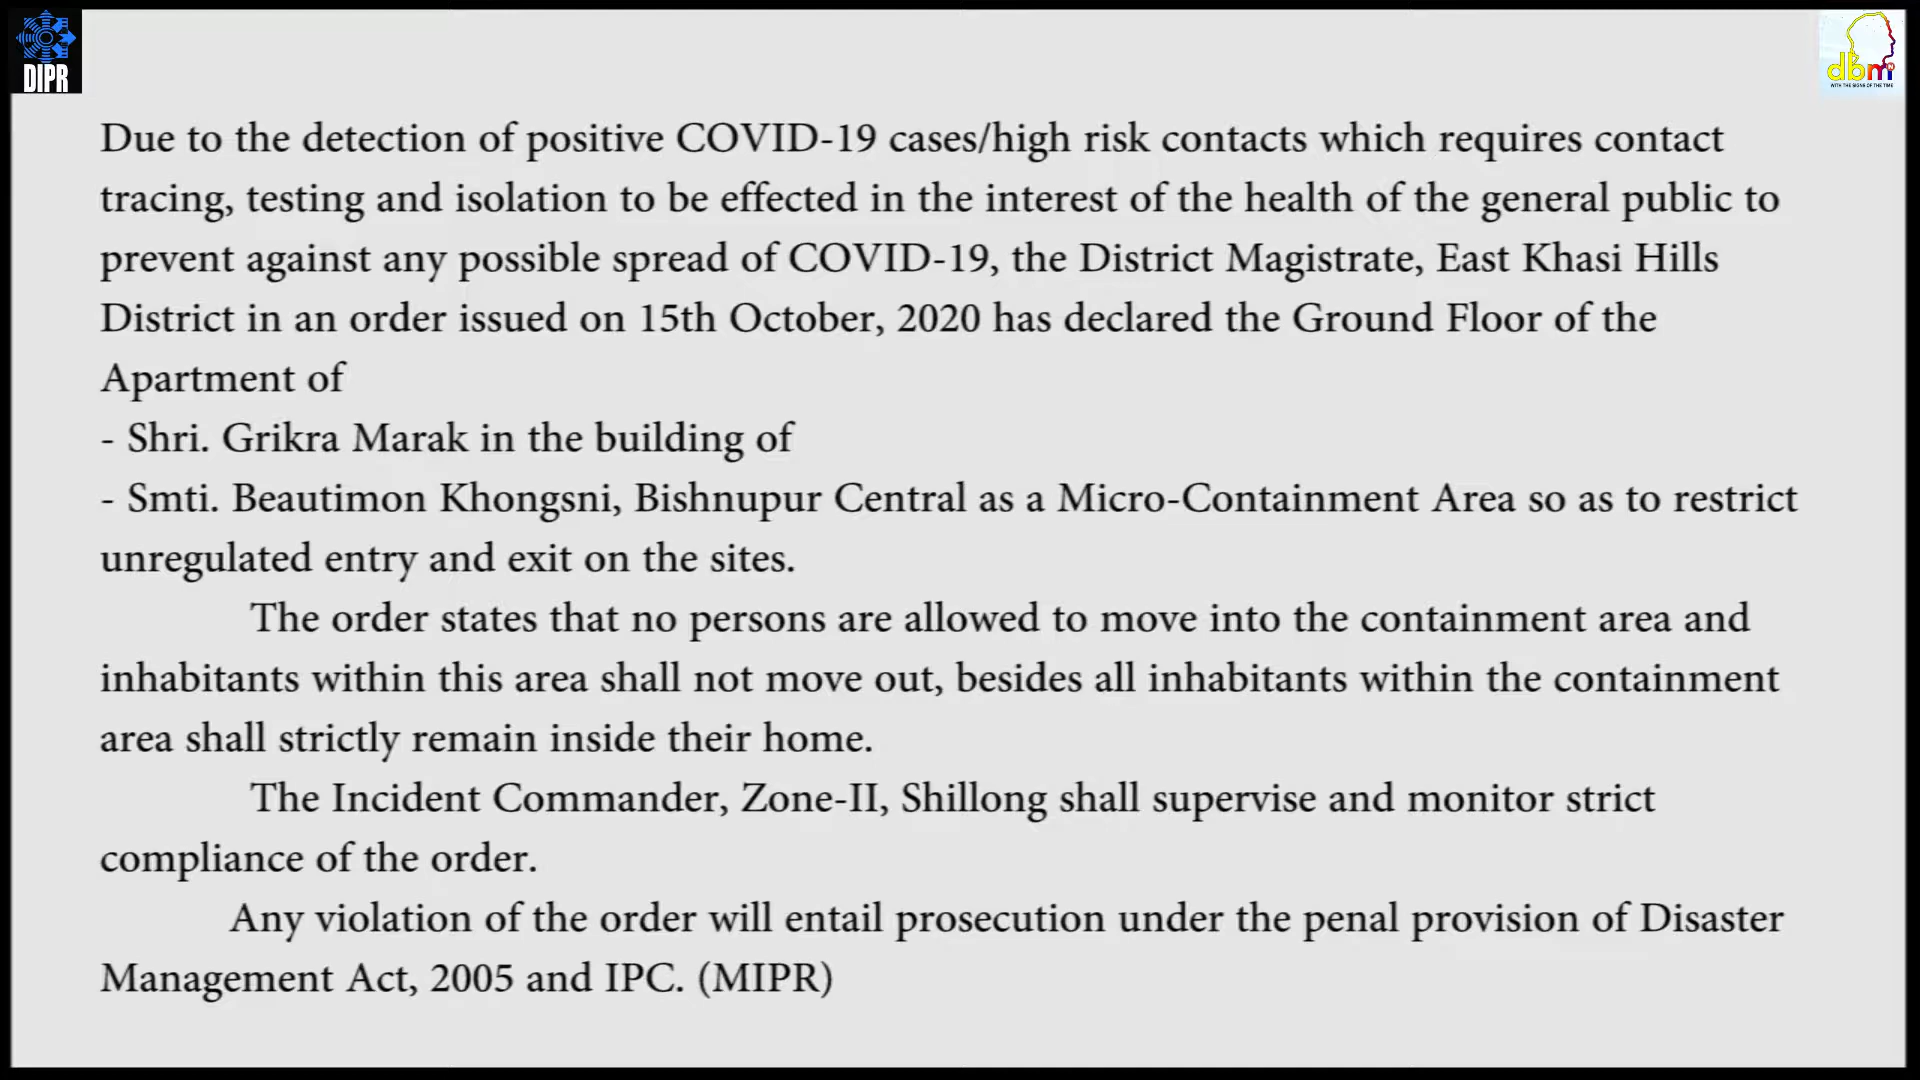 DIPR
dbm
WITH THE SIGNS OF THE TIME
Due to the detection of positive COVID-19 cases/high risk contacts which requires contact
tracing, testing and isolation to be effected in the interest of the health of the general public to
prevent against any possible spread of COVID-19, the District Magistrate, East Khasi Hills
District in an order issued on 15th October, 2020 has declared the Ground Floor of the
Apartment of
- Shri. Grikra Marak in the building of
- Smti. Beautimon Khongsni, Bishnupur Central as a Micro-Containment Area so as to restrict
unregulated entry and exit on the sites.
The order states that no persons are allowed to move into the containment area and
inhabitants within this area shall not move out, besides all inhabitants within the containment
area shall strictly remain inside their home.
The Incident Commander, Zone-II, Shillong shall supervise and monitor strict
compliance of the order.
Any violation of the order will entail prosecution under the penal provision of Disaster
Management Act, 2005 and IPC. (MIPR)